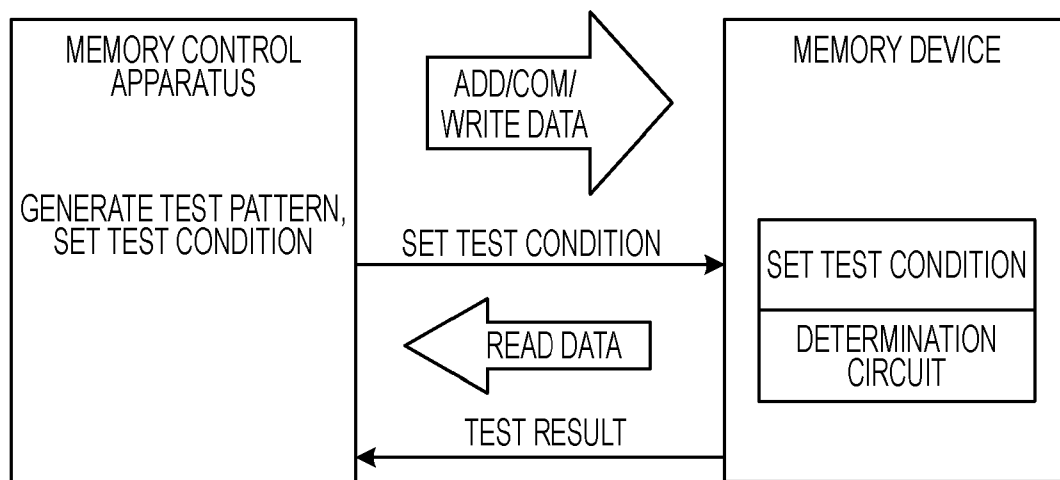 MEMORY CONTROL
APPARATUS
GENERATE TEST PATTERN,
SET TEST CONDITION
ADD/COM/
WRITE DATA
SET TEST CONDITION
READ DATA
TEST RESULT
MEMORY DEVICE
SET TEST CONDITION
DETERMINATION
CIRCUIT